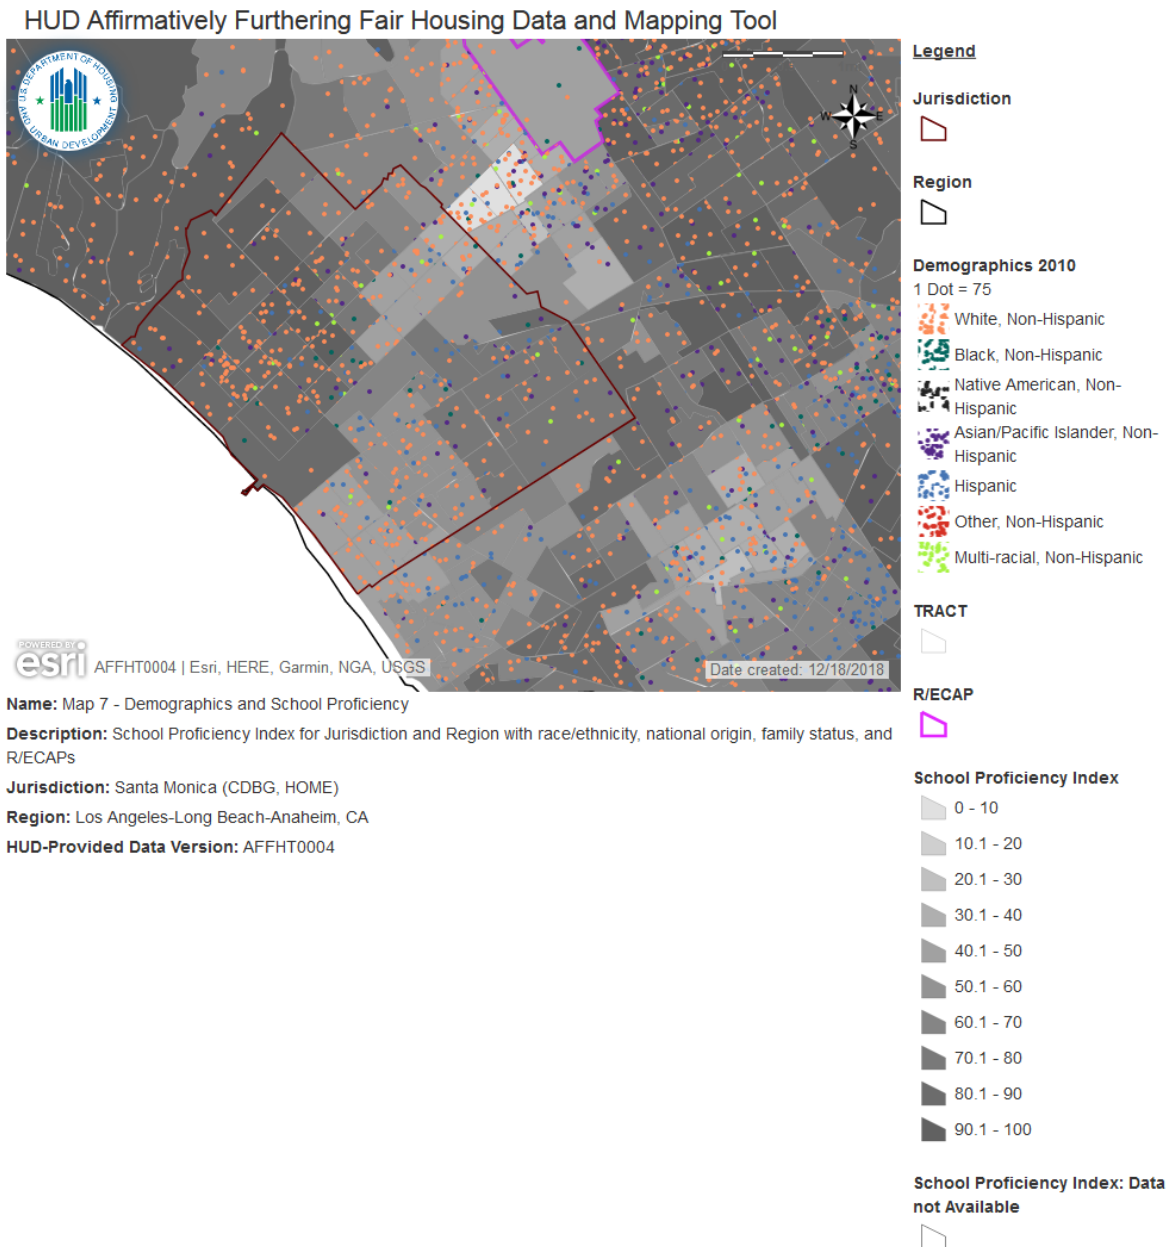 HUD Affirmatively Furthering Fair Housing Data and Mapping Tool
U.S. DEPARTMENT OF HOUSING AND URBAN DEVELOPMENT
N
W E
S
POWERED BY
esri
AFFHT0004 | Esri, HERE, Garmin, NGA, USGS
Date created: 12/18/2018
Name: Map 7 - Demographics and School Proficiency
Description: School Proficiency Index for Jurisdiction and Region with race/ethnicity, national origin, family status, and
R/ECAPs
Jurisdiction: Santa Monica (CDBG, HOME)
Region: Los Angeles-Long Beach-Anaheim, CA
HUD-Provided Data Version: AFFHT0004
Legend
Jurisdiction
Region
Demographics 2010
1 Dot = 75
White, Non-Hispanic
Black, Non-Hispanic
Native American, Non-
Hispanic
Asian/Pacific Islander, Non-
Hispanic
Hispanic
Other, Non-Hispanic
Multi-racial, Non-Hispanic
TRACT
R/ECAP
School Proficiency Index
0 - 10
10.1 - 20
20.1 - 30
30.1 - 40
40.1 - 50
50.1 - 60
60.1 - 70
70.1 - 80
80.1 - 90
90.1 - 100
School Proficiency Index: Data
not Available